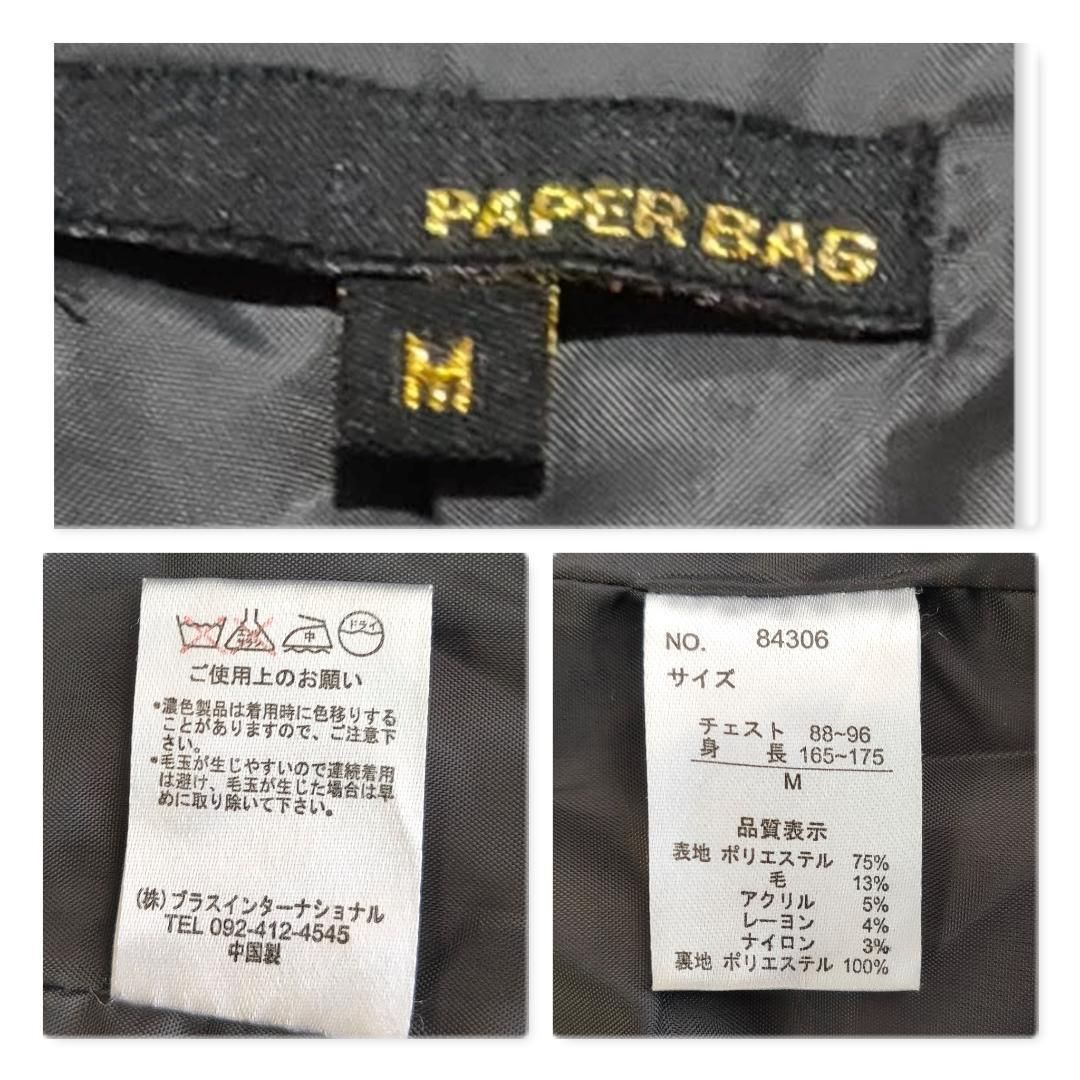 PAPER BAG
M
エンソ
サラシ
中
ドライ
ご使用上のお願い
*濃色製品は着用時に色移りする
ことがありますので、ご注意下
さい。
*毛玉が生じやすいので連続着用
は避け、毛玉が生じた場合は早
めに取り除いて下さい。
(株)プラスインターナショナル
TEL 092-412-4545
中国製
NO. 84306
サイズ
チェスト 88~96
身 長 165~175
M
品質表示
表地 ポリエステル 75%
毛 13%
アクリル 5%
レーヨン 4%
ナイロン 3%
裏地 ポリエステル 100%